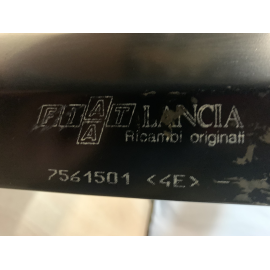 FIAT LANCIA
Ricambi originali
7561501 <4E>